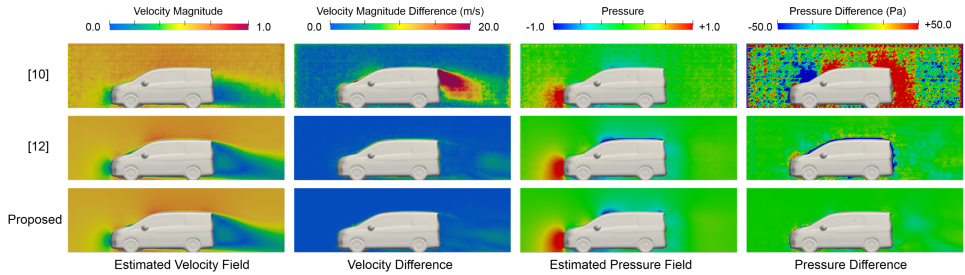 Velocity Magnitude
0.0 1.0
Velocity Magnitude Difference (m/s)
0.0 20.0
Pressure
-1.0 +1.0
Pressure Difference (Pa)
-50.0 +50.0
[10]
[12]
Proposed
Estimated Velocity Field
Velocity Difference
Estimated Pressure Field
Pressure Difference